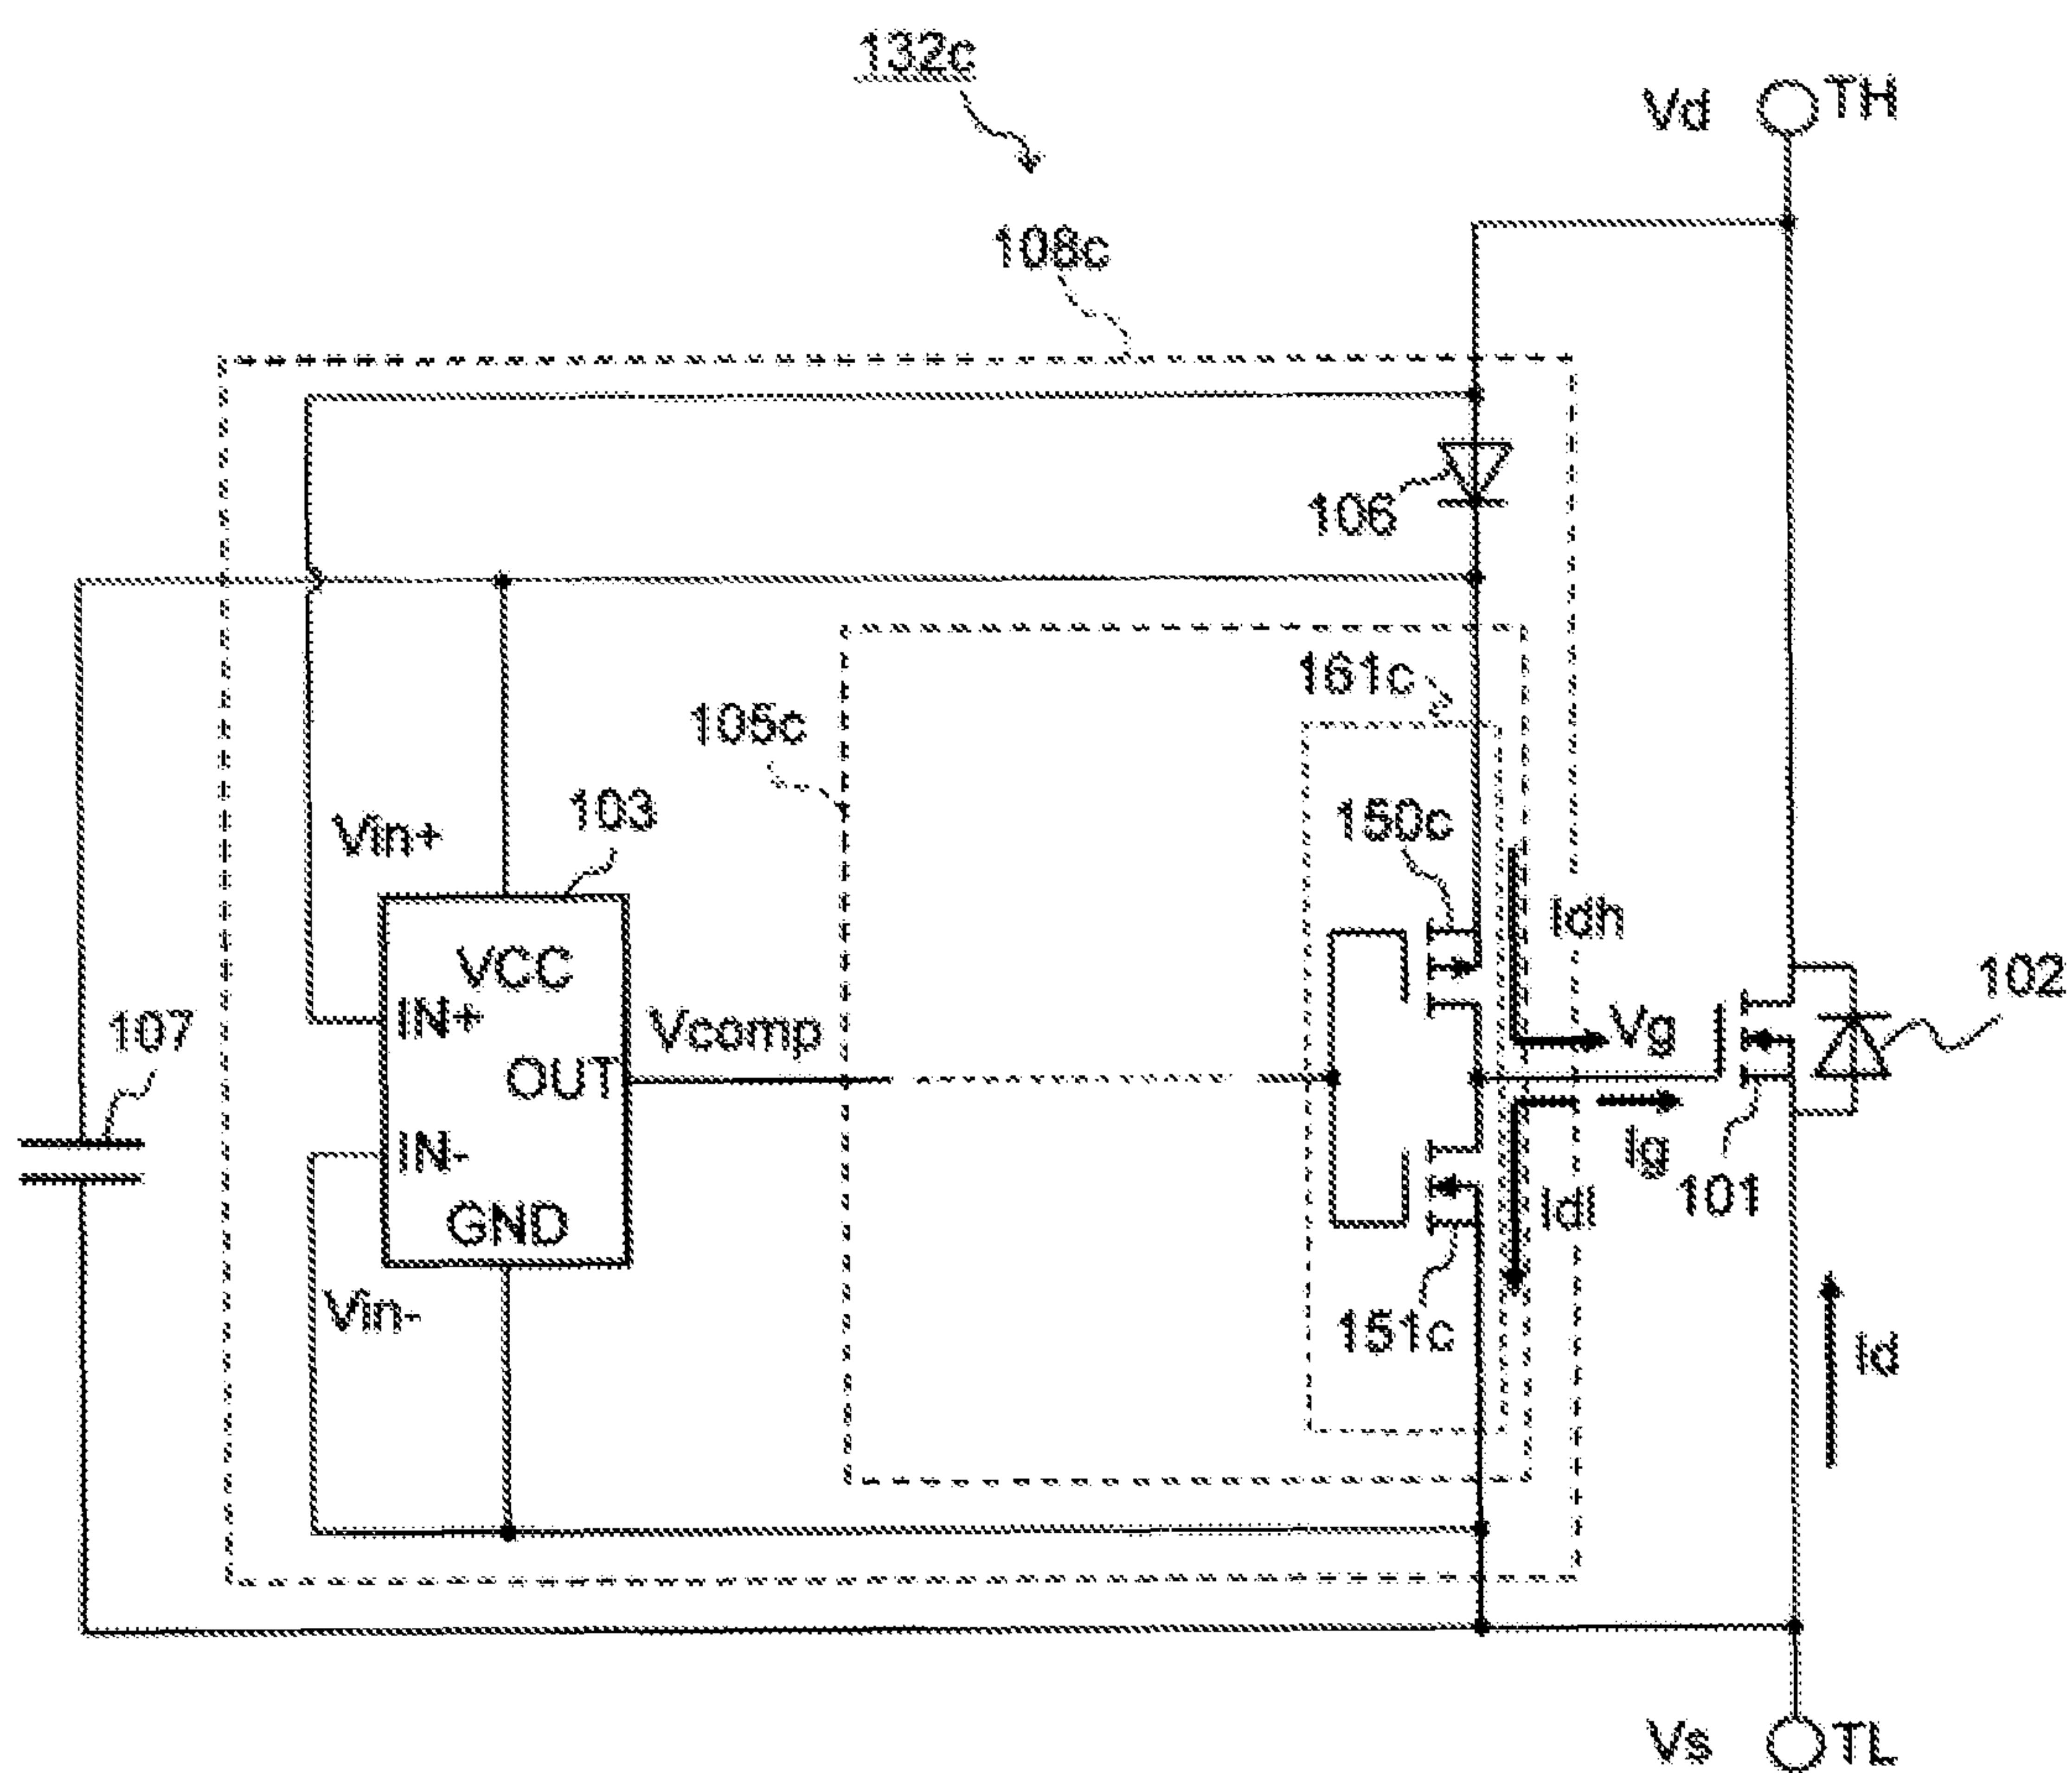 132c
Vd
TH
108c
106
161c
105c
150c
103
Vin+
Idh
VCC
102
107
IN+
Vcomp
Vg
OUT
IN-
Ig
101
Idl
GND
Vin-
151c
Id
Vs
TL